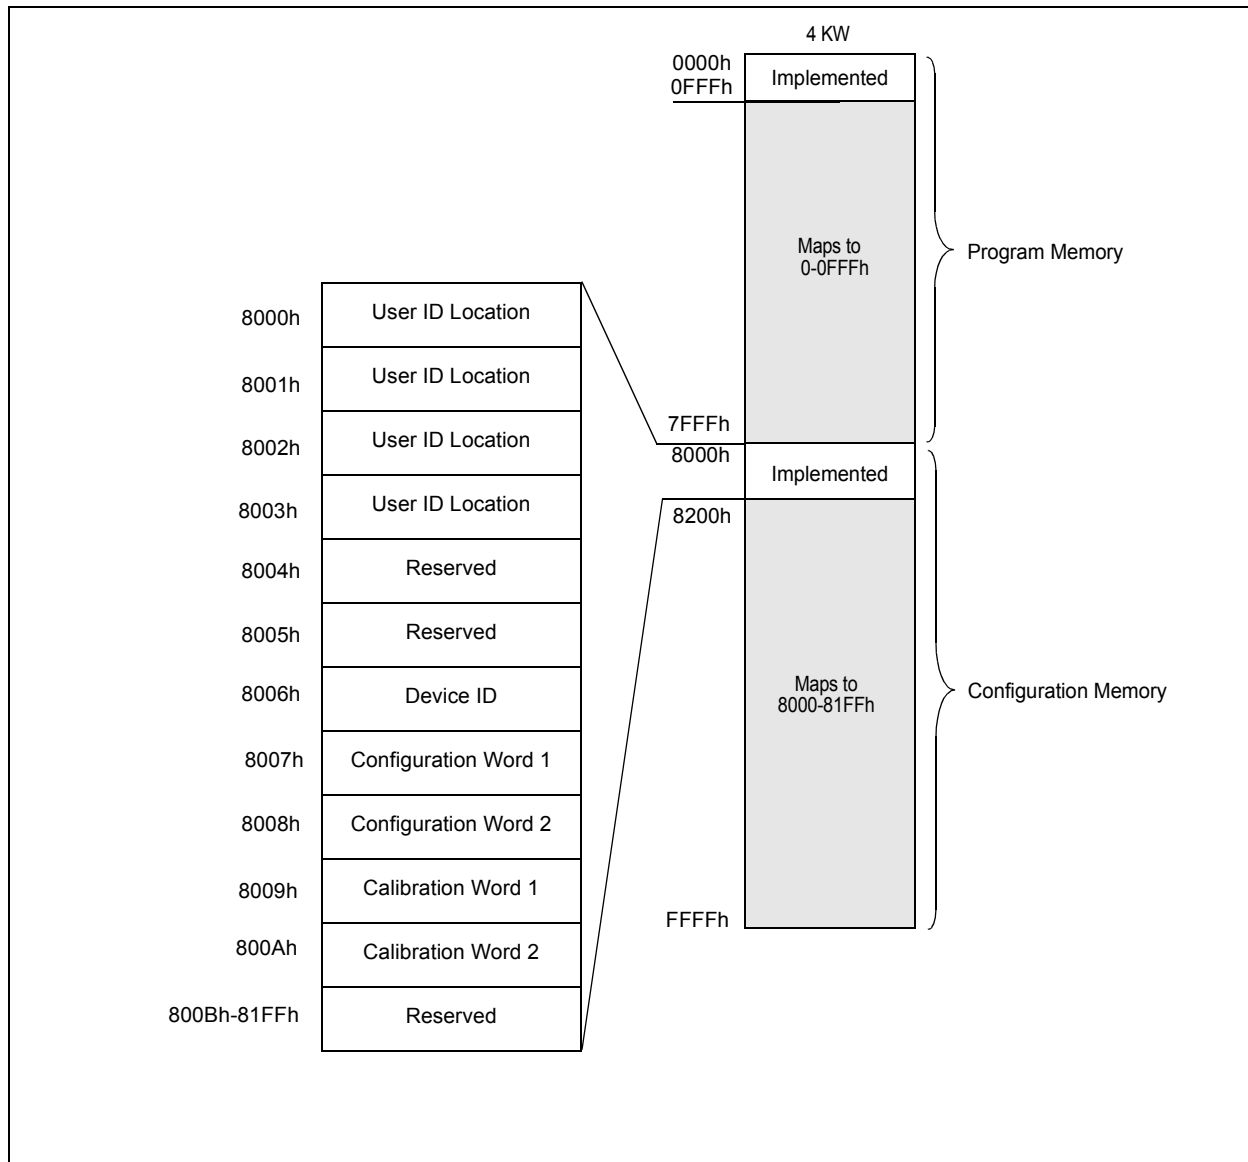 4 KW
0000h
0FFFh
Implemented
Maps to
0-0FFFh
Program Memory
7FFFh
8000h
Implemented
8200h
Maps to
8000-81FFh
Configuration Memory
FFFFh
8000h User ID Location
8001h User ID Location
8002h User ID Location
8003h User ID Location
8004h Reserved
8005h Reserved
8006h Device ID
8007h Configuration Word 1
8008h Configuration Word 2
8009h Calibration Word 1
800Ah Calibration Word 2
800Bh-81FFh Reserved